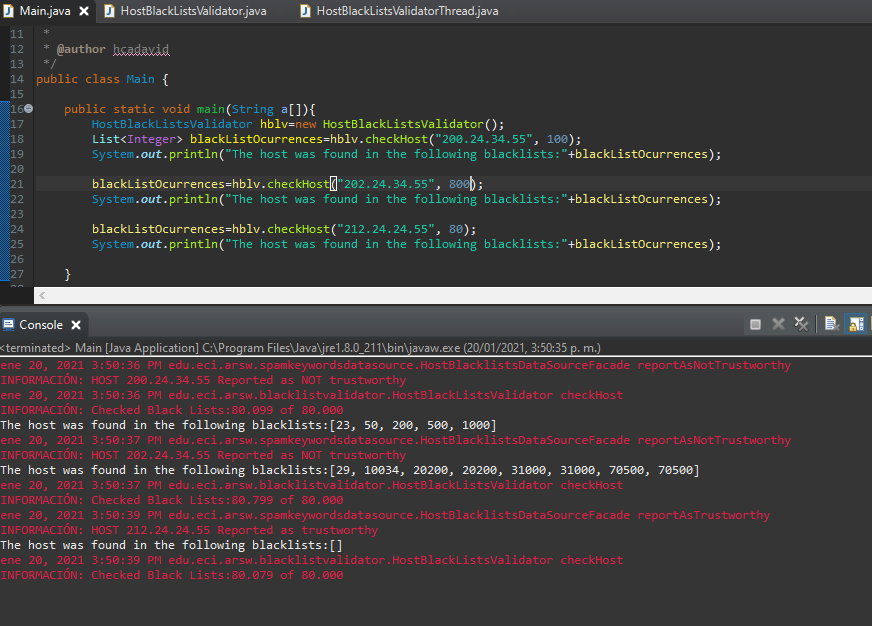 Main.java HostBlackListsValidator.java HostBlackListsValidatorThread.java
11 *
12 * @author hcadavid
13 */
14 public class Main {
15
16 public static void main(String a[]){
17 HostBlackListsValidator hblv=new HostBlackListsValidator();
18 List<Integer> blackListOcurrences=hblv.checkHost("200.24.34.55", 100);
19 System.out.println("The host was found in the following blacklists:"+blackListOcurrences);
20
21 blackListOcurrences=hblv.checkHost("202.24.34.55", 800);
22 System.out.println("The host was found in the following blacklists:"+blackListOcurrences);
23
24 blackListOcurrences=hblv.checkHost("212.24.24.55", 80);
25 System.out.println("The host was found in the following blacklists:"+blackListOcurrences);
26
27 }
28
Console
<terminated> Main [Java Application] C:\Program Files\Java\jre1.8.0_211\bin\javaw.exe (20/01/2021, 3:50:35 p. m.)
ene 20, 2021 3:50:36 PM edu.eci.arsw.spamkeywordsdatasource.HostBlacklistsDataSourceFacade reportAsNotTrustworthy
INFORMACIÓN: HOST 200.24.34.55 Reported as NOT trustworthy
ene 20, 2021 3:50:36 PM edu.eci.arsw.blacklistvalidator.HostBlackListsValidator checkHost
INFORMACIÓN: Checked Black Lists:80.099 of 80.000
The host was found in the following blacklists:[23, 50, 200, 500, 1000]
ene 20, 2021 3:50:37 PM edu.eci.arsw.spamkeywordsdatasource.HostBlacklistsDataSourceFacade reportAsNotTrustworthy
INFORMACIÓN: HOST 202.24.34.55 Reported as NOT trustworthy
The host was found in the following blacklists:[29, 10034, 20200, 20200, 31000, 31000, 70500, 70500]
ene 20, 2021 3:50:37 PM edu.eci.arsw.blacklistvalidator.HostBlackListsValidator checkHost
INFORMACIÓN: Checked Black Lists:80.799 of 80.000
ene 20, 2021 3:50:39 PM edu.eci.arsw.spamkeywordsdatasource.HostBlacklistsDataSourceFacade reportAsTrustworthy
INFORMACIÓN: HOST 212.24.24.55 Reported as trustworthy
The host was found in the following blacklists:[]
ene 20, 2021 3:50:39 PM edu.eci.arsw.blacklistvalidator.HostBlackListsValidator checkHost
INFORMACIÓN: Checked Black Lists:80.079 of 80.000